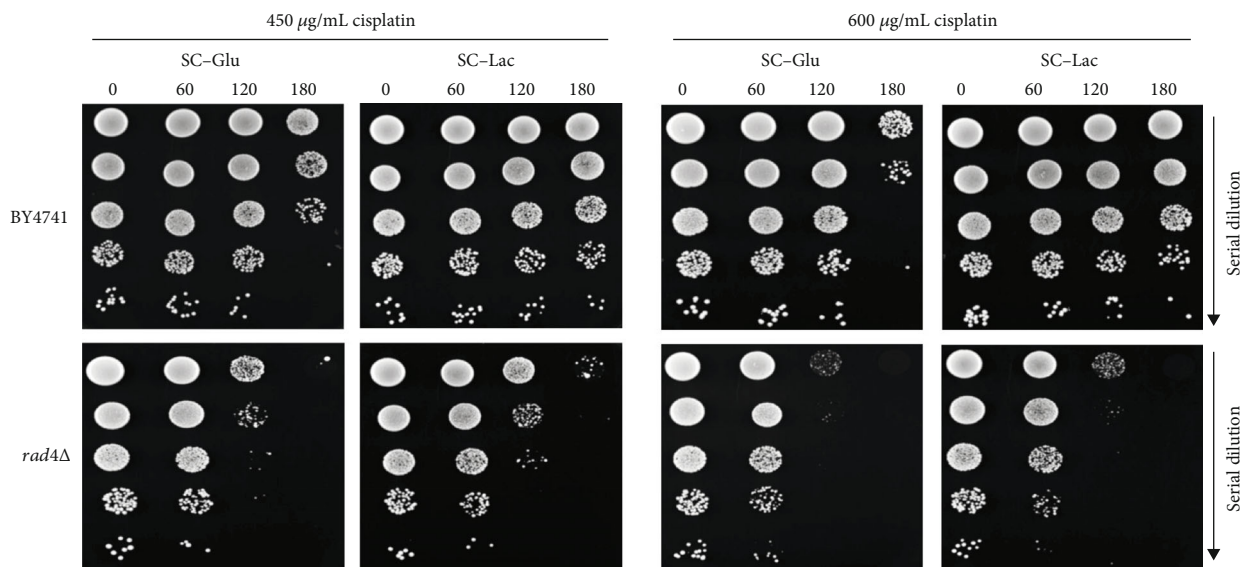 450 µg/mL cisplatin 600 µg/mL cisplatin
SC–Glu SC–Lac SC–Glu SC–Lac
0 60 120 180 0 60 120 180 0 60 120 180 0 60 120 180
BY4741
Serial dilution
rad4Δ
Serial dilution